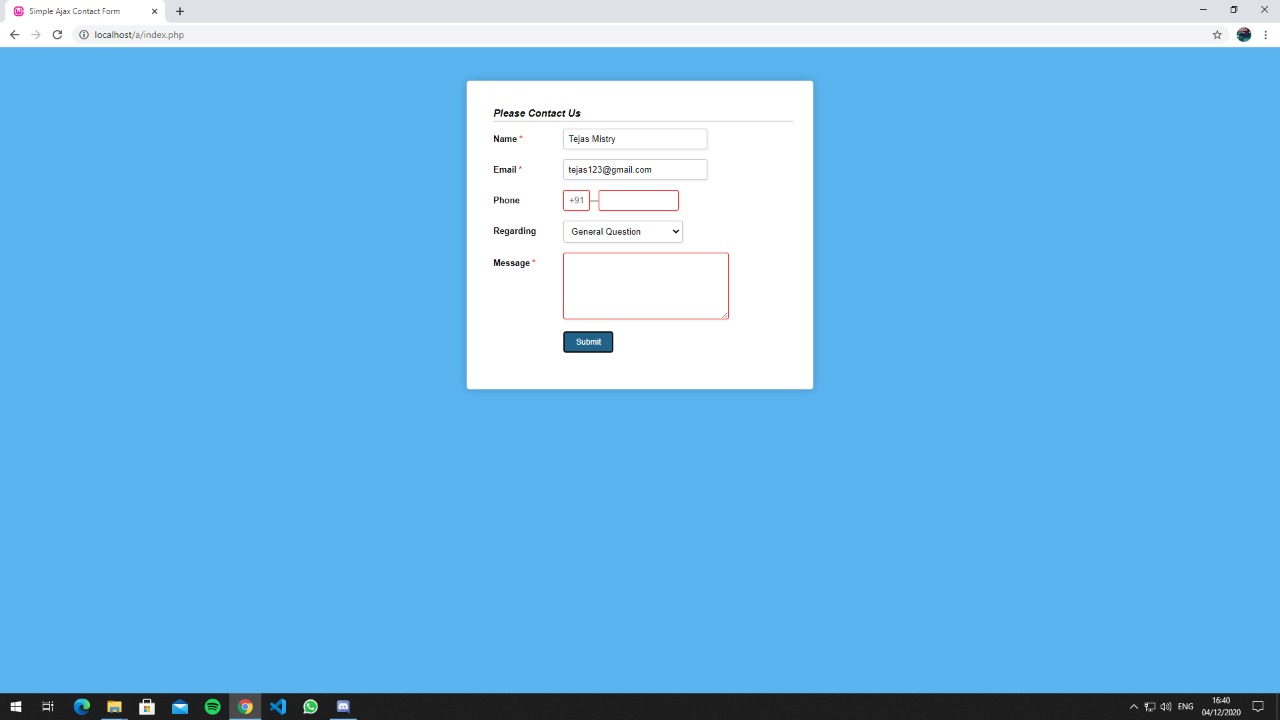 Simple Ajax Contact Form
localhost/a/index.php
Please Contact Us
Name *
Tejas Mistry
Email *
tejas123@gmail.com
Phone
+91
Regarding
General Question
Message *
Submit
ENG
16:40
04/12/2020